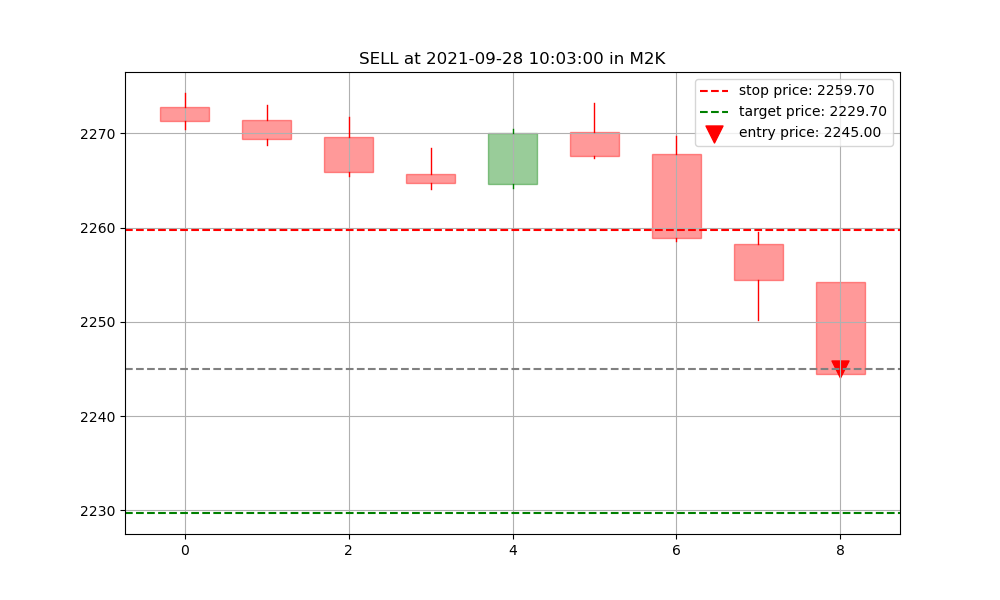 SELL at 2021-09-28 10:03:00 in M2K
stop price: 2259.70
target price: 2229.70
entry price: 2245.00
2270
2260
2250
2240
2230
0 2 4 6 8